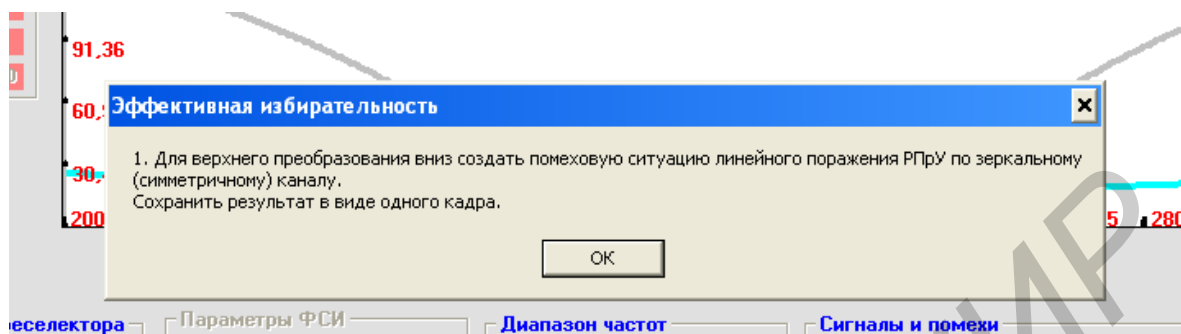 91,36
60,
Эффективная избирательность
1. Для верхнего преобразования вниз создать помеховую ситуацию линейного поражения РПрУ по зеркальному
(симметричному) каналу.
Сохранить результат в виде одного кадра.
30,
200
5 280
OK
еселектора
Параметры ФСИ
Диапазон частот
Сигналы и помехи
ИР